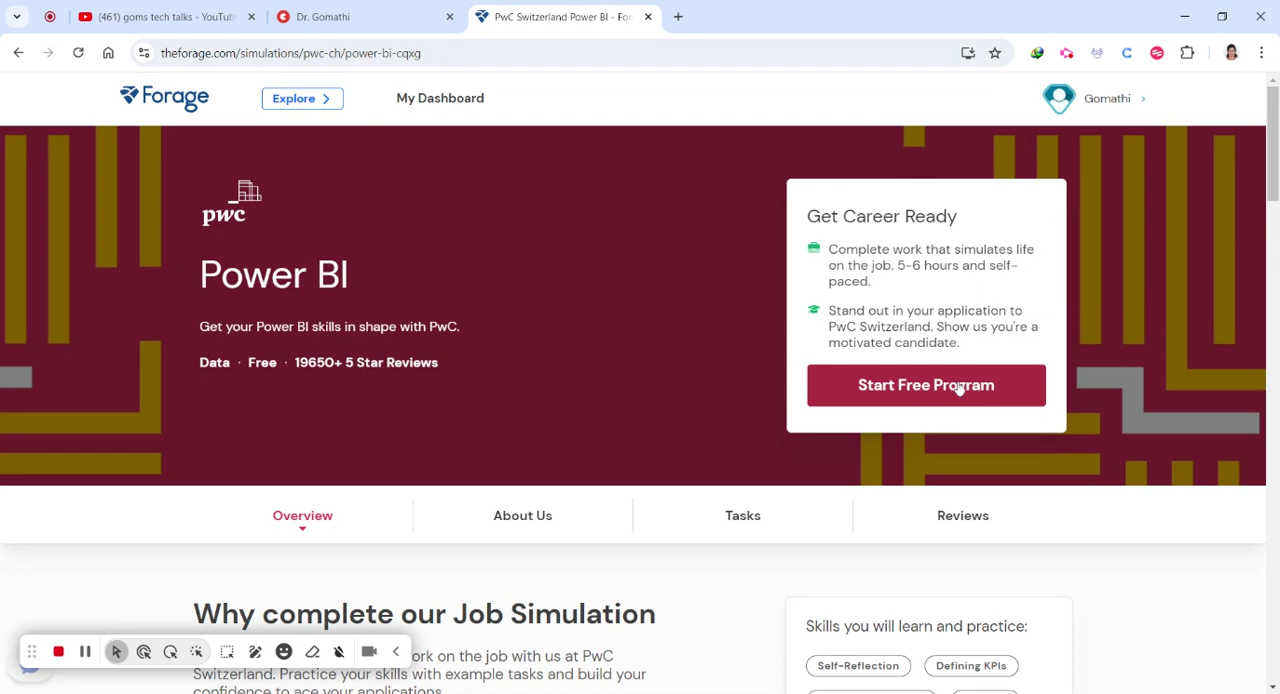 (461) goms tech talks - YouTub
Dr. Gomathi
PwC Switzerland Power BI - For
theforage.com/simulations/pwc-ch/power-bi-cqxg
Forage
Explore
My Dashboard
Gomathi
pwc
Power BI
Get your Power BI skills in shape with PwC.
Data · Free · 19650+ 5 Star Reviews
Get Career Ready
Complete work that simulates life
on the job. 5-6 hours and self-
paced.
Stand out in your application to
PwC Switzerland. Show us you're a
motivated candidate.
Start Free Program
Overview
About Us
Tasks
Reviews
Why complete our Job Simulation
ork on the job with us at PwC
Switzerland. Practice your skills with example tasks and build your
confidence to ace your applications.
Skills you will learn and practice:
Self-Reflection
Defining KPIs